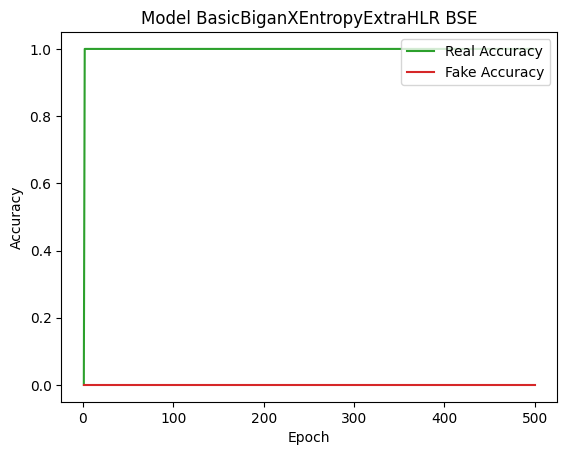 Model BasicBiganXEntropyExtraHLR BSE
Real Accuracy
Fake Accuracy
1.0
0.8
0.6
0.4
0.2
0.0
Accuracy
0 100 200 300 400 500
Epoch